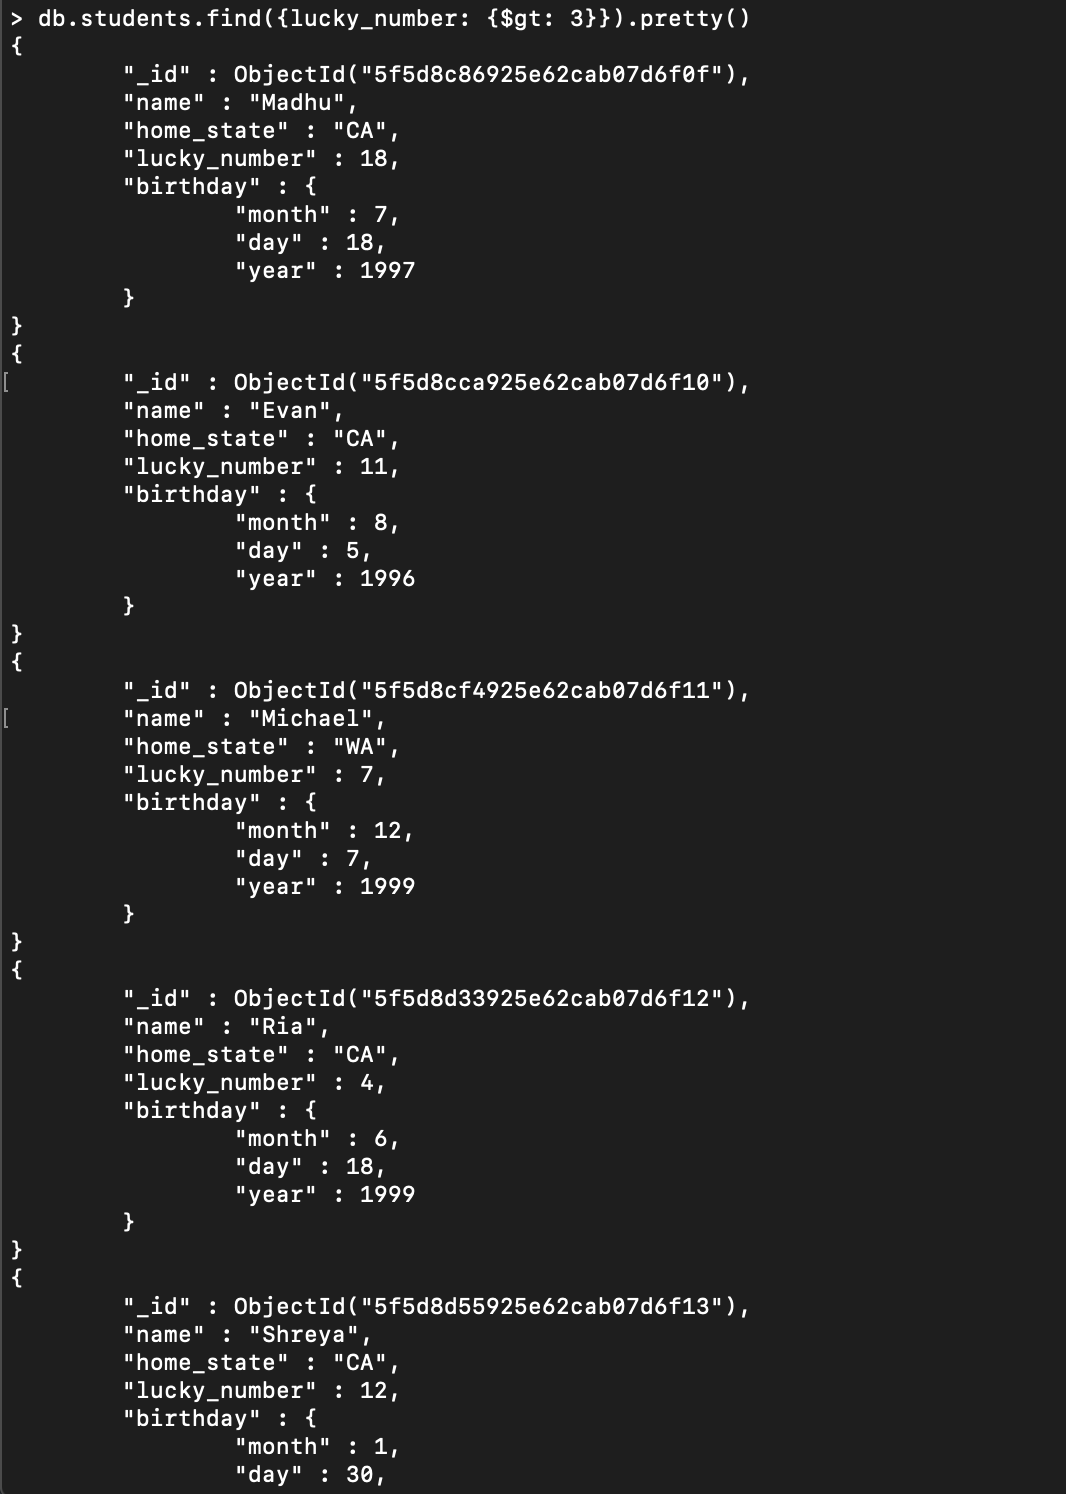 > db.students.find({lucky_number: {$gt: 3}}).pretty()
{
        "_id" : ObjectId("5f5d8c86925e62cab07d6f0f"),
        "name" : "Madhu",
        "home_state" : "CA",
        "lucky_number" : 18,
        "birthday" : {
                "month" : 7,
                "day" : 18,
                "year" : 1997
        }
}
{
[        "_id" : ObjectId("5f5d8cca925e62cab07d6f10"),
        "name" : "Evan",
        "home_state" : "CA",
        "lucky_number" : 11,
        "birthday" : {
                "month" : 8,
                "day" : 5,
                "year" : 1996
        }
}
{
        "_id" : ObjectId("5f5d8cf4925e62cab07d6f11"),
[        "name" : "Michael",
        "home_state" : "WA",
        "lucky_number" : 7,
        "birthday" : {
                "month" : 12,
                "day" : 7,
                "year" : 1999
        }
}
{
        "_id" : ObjectId("5f5d8d33925e62cab07d6f12"),
        "name" : "Ria",
        "home_state" : "CA",
        "lucky_number" : 4,
        "birthday" : {
                "month" : 6,
                "day" : 18,
                "year" : 1999
        }
}
{
        "_id" : ObjectId("5f5d8d55925e62cab07d6f13"),
        "name" : "Shreya",
        "home_state" : "CA",
        "lucky_number" : 12,
        "birthday" : {
                "month" : 1,
                "day" : 30,